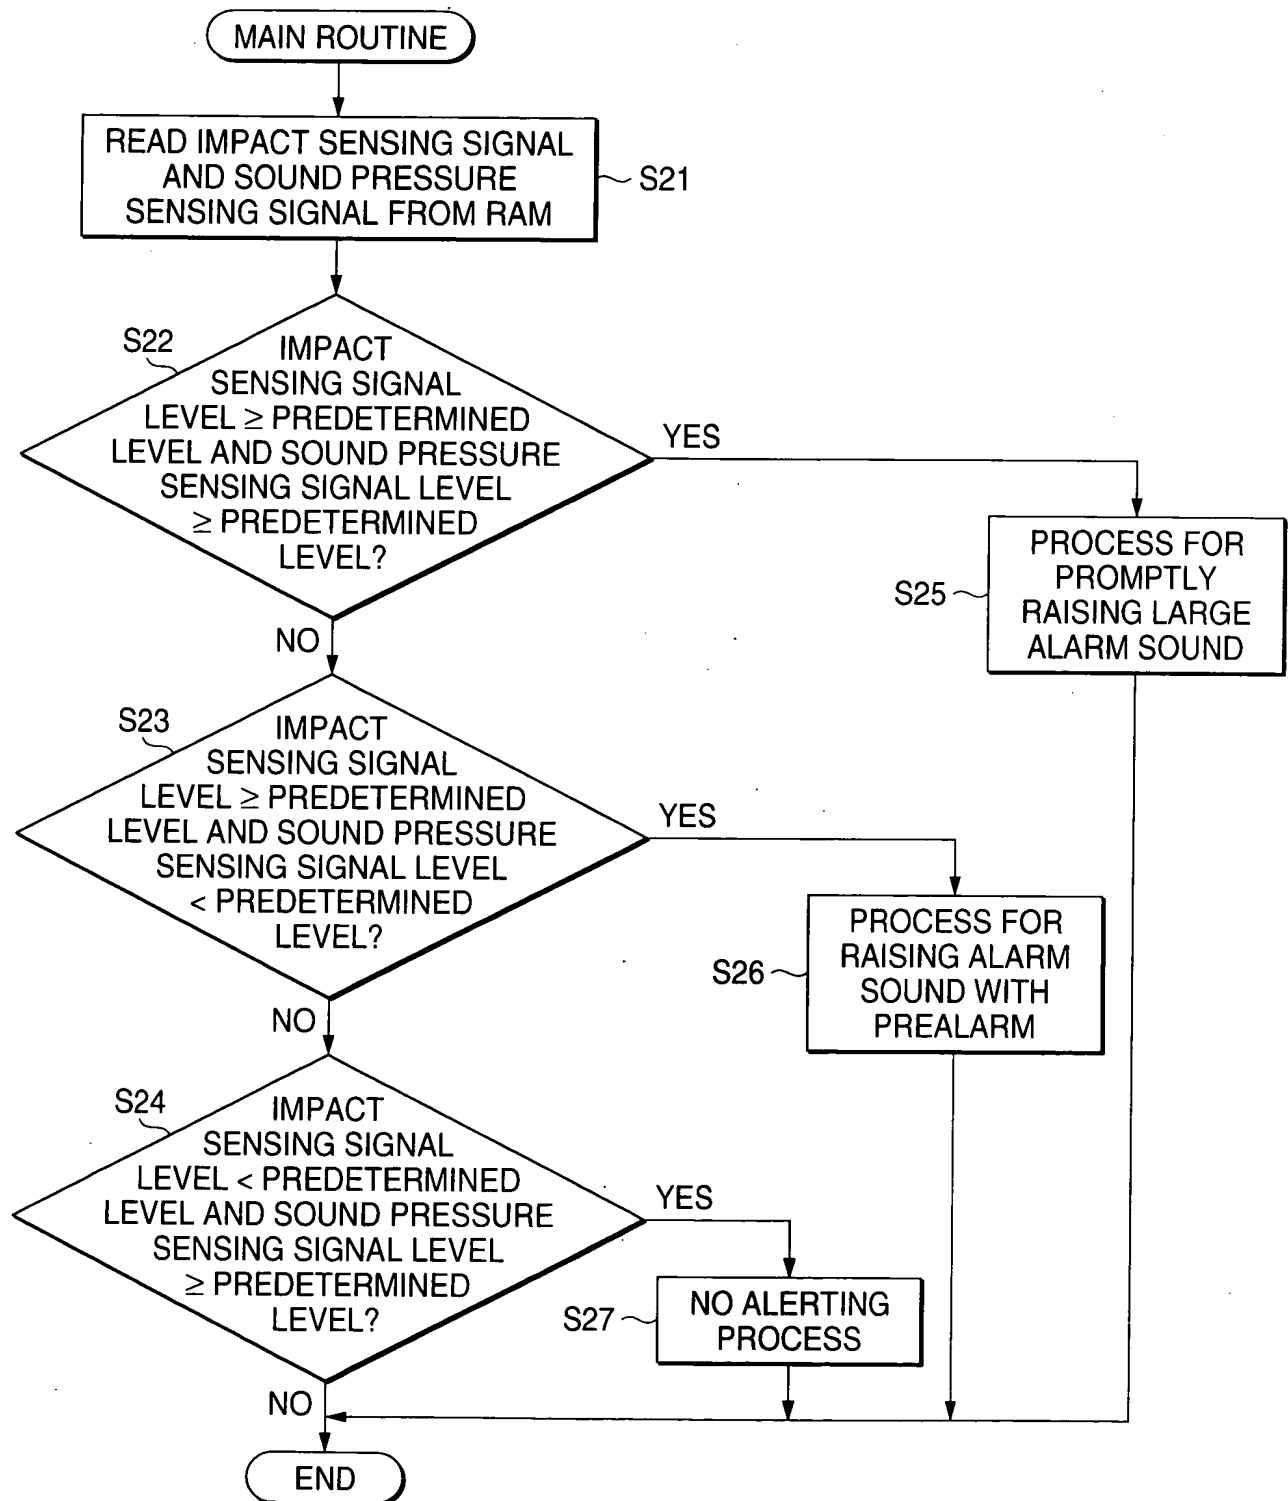 MAIN ROUTINE
READ IMPACT SENSING SIGNAL
AND SOUND PRESSURE
SENSING SIGNAL FROM RAM
S21
S22
IMPACT
SENSING SIGNAL
LEVEL ≥ PREDETERMINED
LEVEL AND SOUND PRESSURE
SENSING SIGNAL LEVEL
≥ PREDETERMINED
LEVEL?
YES
NO
PROCESS FOR
PROMPTLY
RAISING LARGE
ALARM SOUND
S25
S23
IMPACT
SENSING SIGNAL
LEVEL ≥ PREDETERMINED
LEVEL AND SOUND PRESSURE
SENSING SIGNAL LEVEL
< PREDETERMINED
LEVEL?
YES
NO
PROCESS FOR
RAISING ALARM
SOUND WITH
PREALARM
S26
S24
IMPACT
SENSING SIGNAL
LEVEL < PREDETERMINED
LEVEL AND SOUND PRESSURE
SENSING SIGNAL LEVEL
≥ PREDETERMINED
LEVEL?
YES
S27
NO ALERTING
PROCESS
NO
END